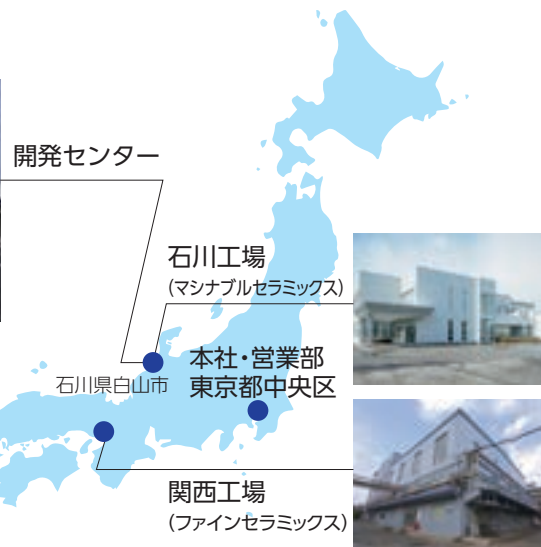 開発センター
石川工場
(マシナブルセラミックス)
本社・営業部
東京都中央区
石川県白山市
関西工場
(ファインセラミックス)